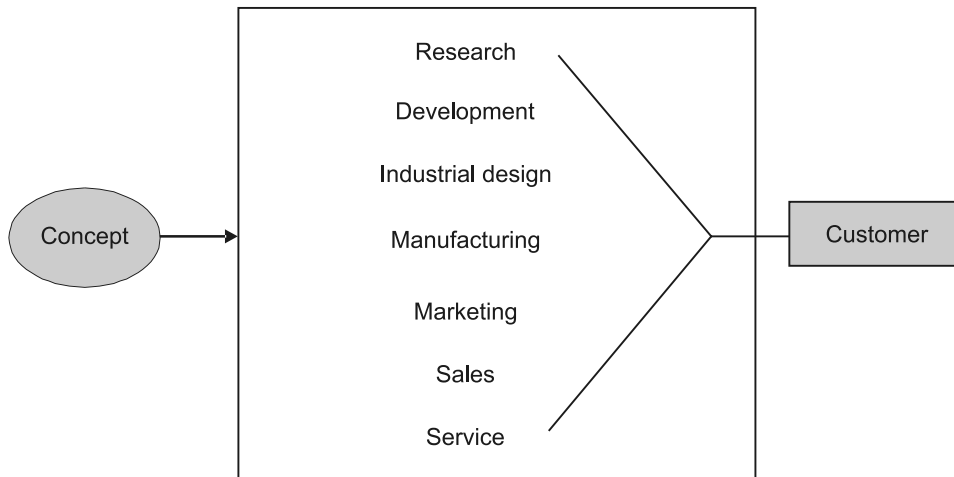 Research
Development
Industrial design
Concept
Manufacturing
Customer
Marketing
Sales
Service